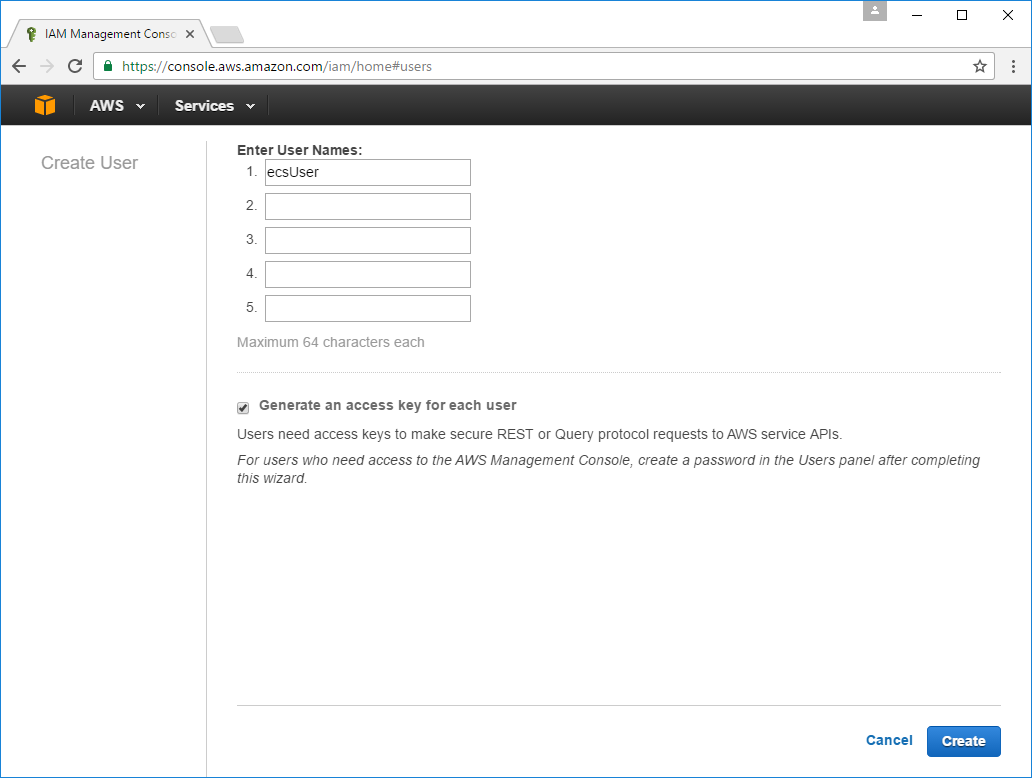 IAM Management Conso
https://console.aws.amazon.com/iam/home#users
AWS Services
Create User
Enter User Names:
1. ecsUser
2.
3.
4.
5.
Maximum 64 characters each
Generate an access key for each user
Users need access keys to make secure REST or Query protocol requests to AWS service APIs.
For users who need access to the AWS Management Console, create a password in the Users panel after completing
this wizard.
Cancel Create